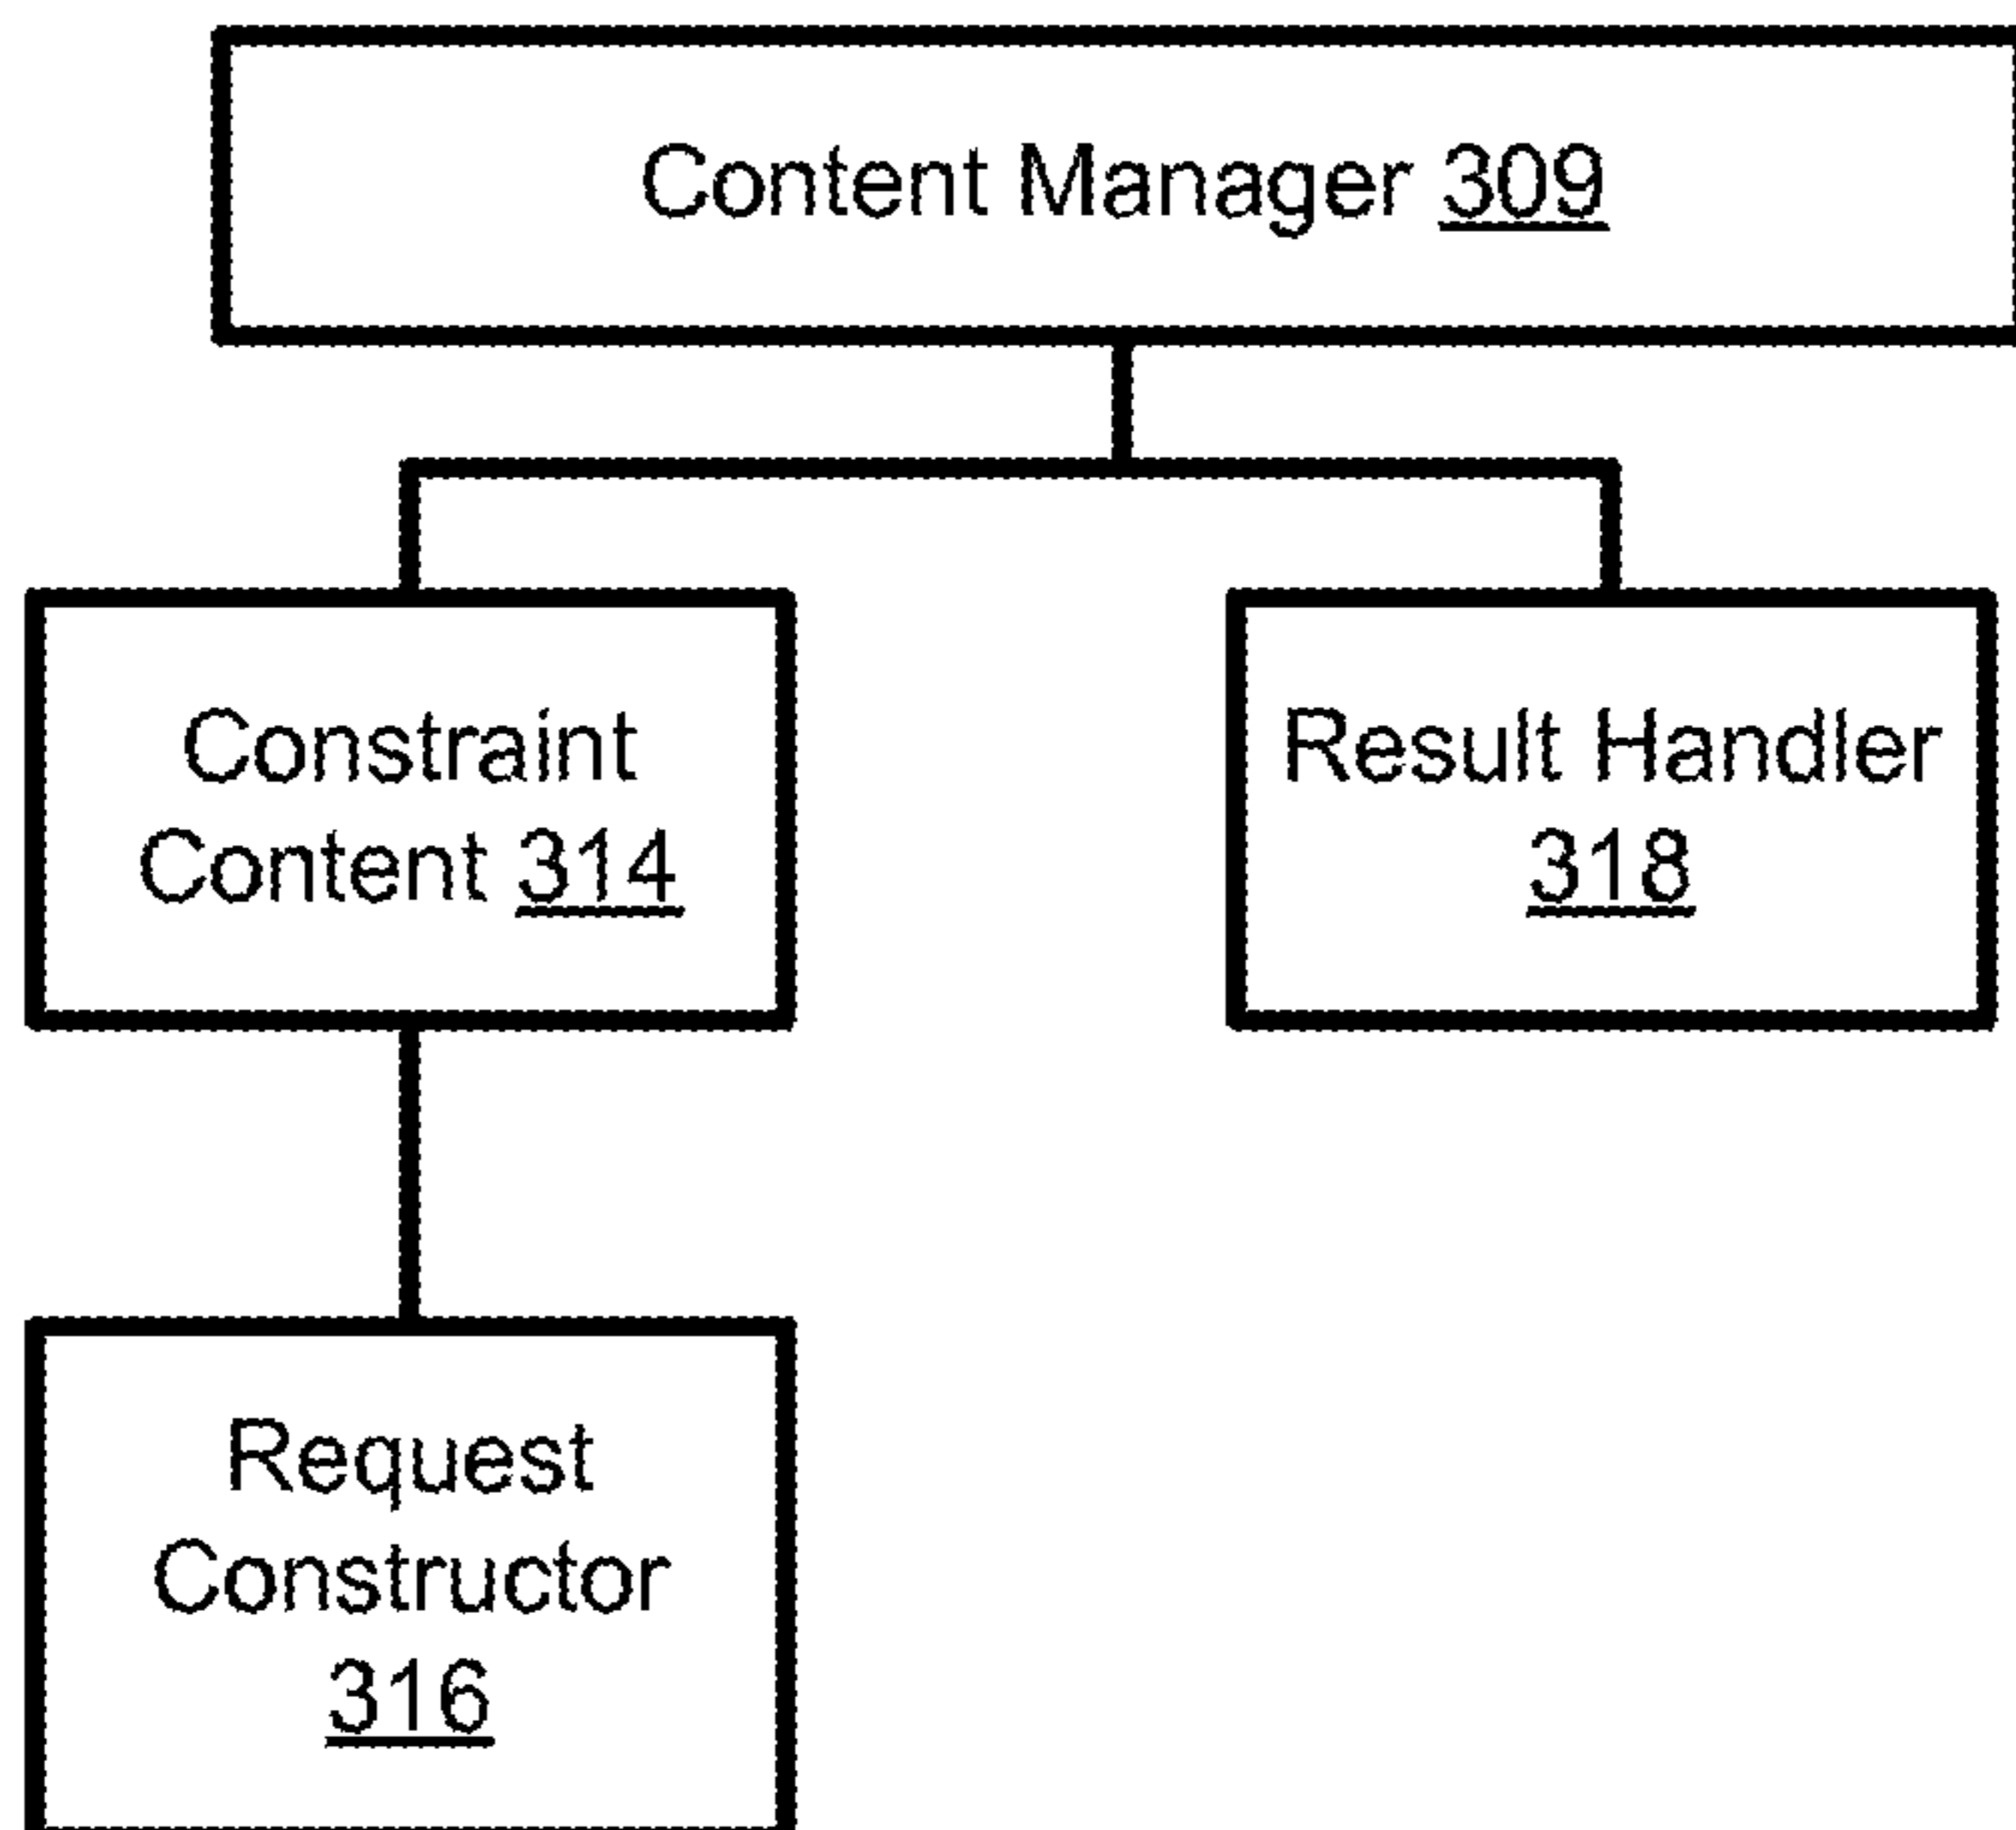 Content Manager 309
Constraint
Content 314
Result Handler
318
Request
Constructor
316